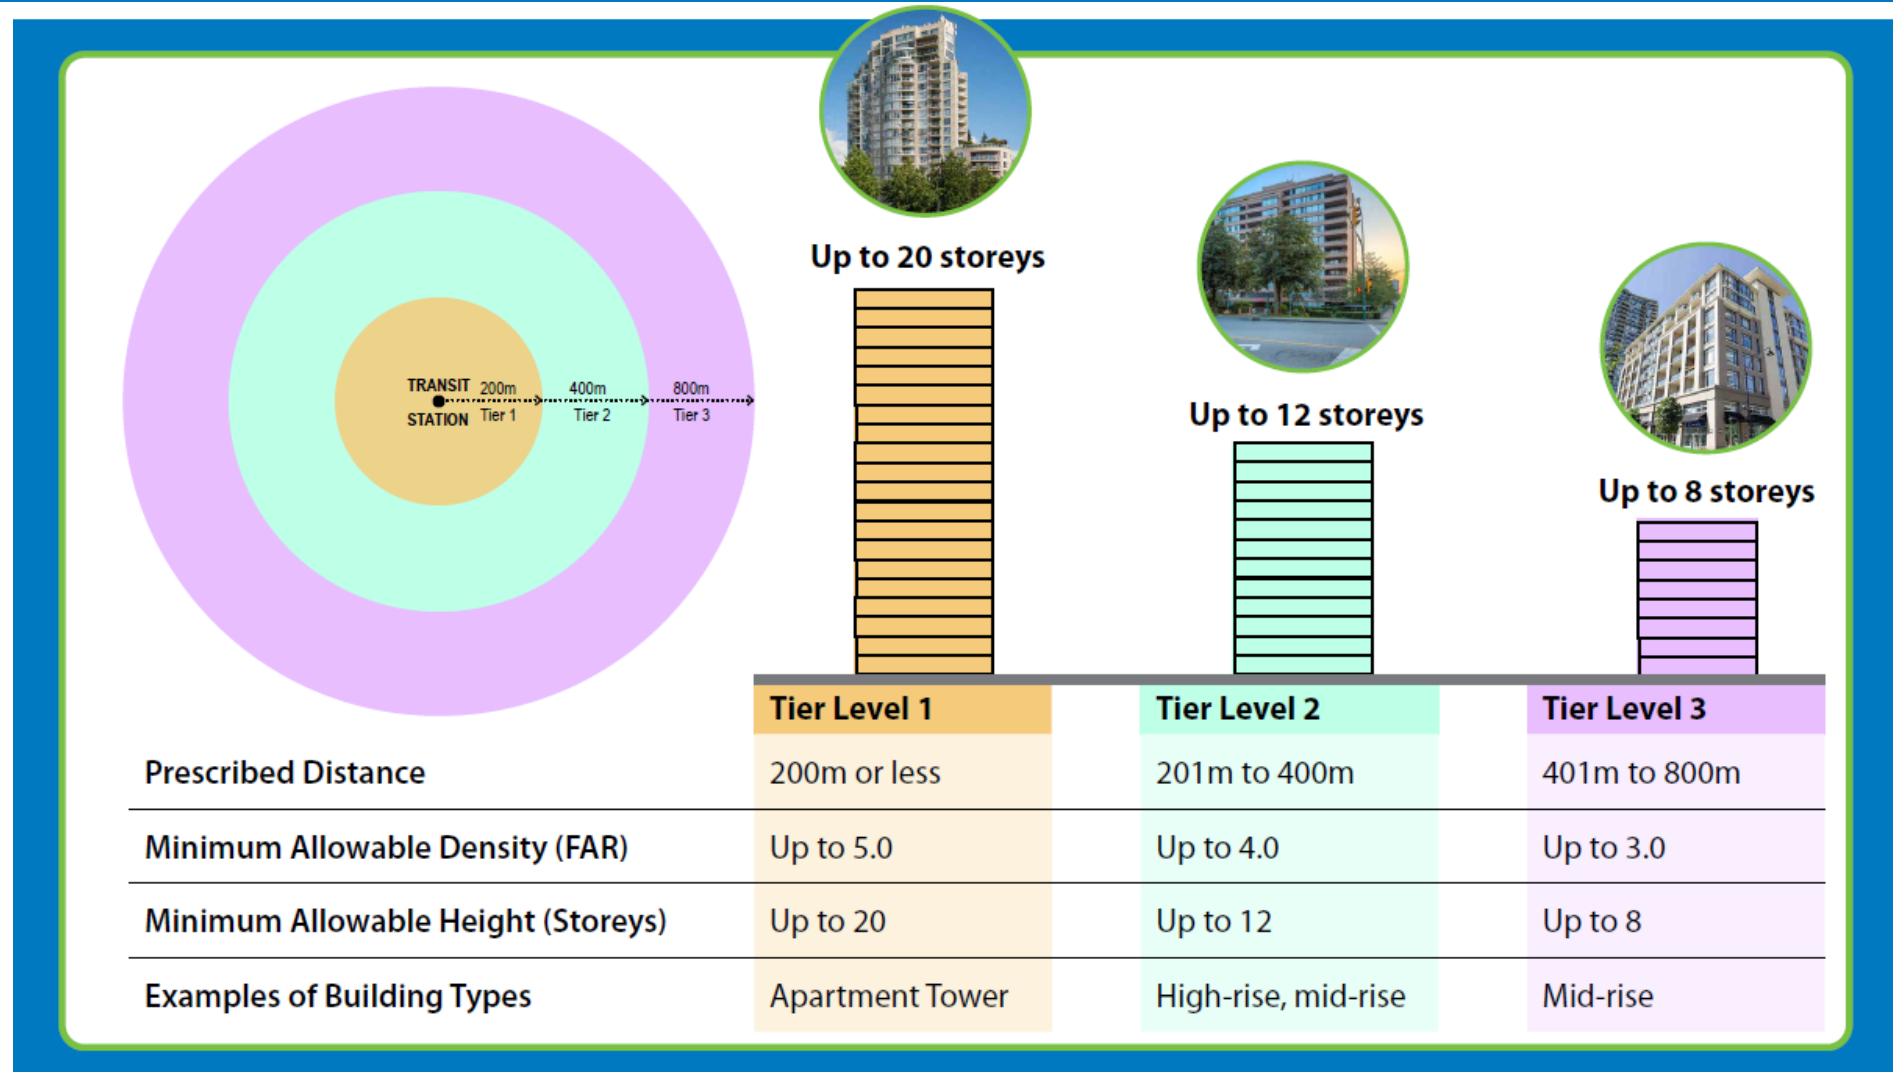 Up to 20 storeys
Up to 12 storeys
Up to 8 storeys
TRANSIT
STATION
200m
Tier 1
400m
Tier 2
800m
Tier 3
Tier Level 1 Tier Level 2 Tier Level 3
Prescribed Distance 200m or less 201m to 400m 401m to 800m
Minimum Allowable Density (FAR) Up to 5.0 Up to 4.0 Up to 3.0
Minimum Allowable Height (Storeys) Up to 20 Up to 12 Up to 8
Examples of Building Types Apartment Tower High-rise, mid-rise Mid-rise